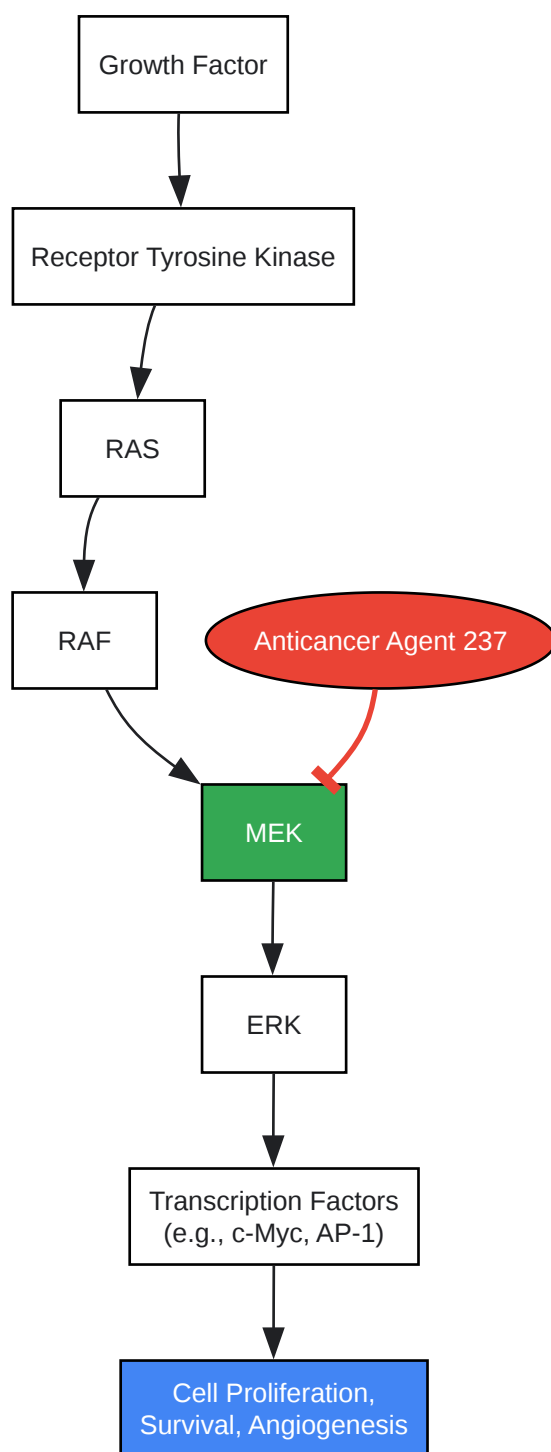 Growth Factor
Receptor Tyrosine Kinase
RAS
RAF
Anticancer Agent 237
MEK
ERK
Transcription Factors
(e.g., c-Myc, AP-1)
Cell Proliferation,
Survival, Angiogenesis